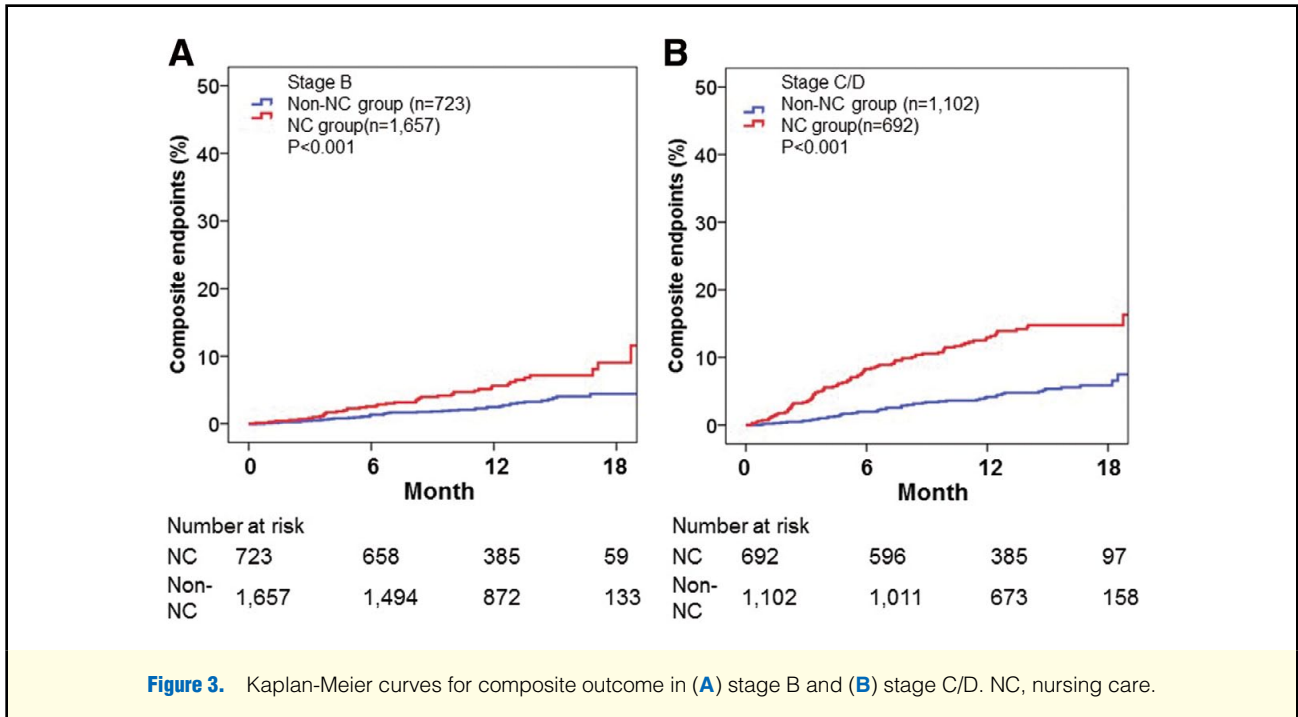 A
Stage B
Non-NC group (n=723)
NC group(n=1,657)
P<0.001
Composite endpoints (%)
50
40
30
20
10
0
0 6 12 18
Month
Number at risk
NC 723 658 385 59
Non-
NC 1,657 1,494 872 133
B
Stage C/D
Non-NC group (n=1,102)
NC group(n=692)
P<0.001
Composite endpoints (%)
50
40
30
20
10
0
0 6 12 18
Month
Number at risk
NC 692 596 385 97
Non-
NC 1,102 1,011 673 158
Figure 3. Kaplan-Meier curves for composite outcome in (A) stage B and (B) stage C/D. NC, nursing care.